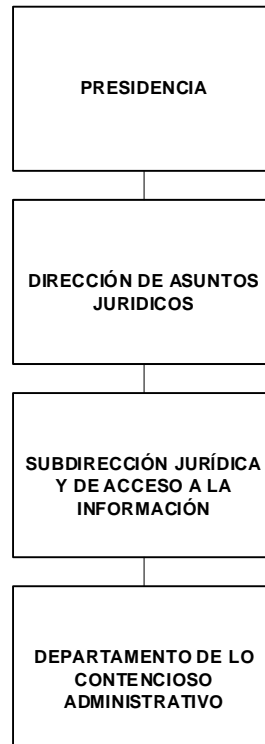 PRESIDENCIA
DIRECCIÓN DE ASUNTOS
JURIDICOS
SUBDIRECCIÓN JURÍDICA
Y DE ACCESO A LA
INFORMACIÓN
DEPARTAMENTO DE LO
CONTENCIOSO
ADMINISTRATIVO